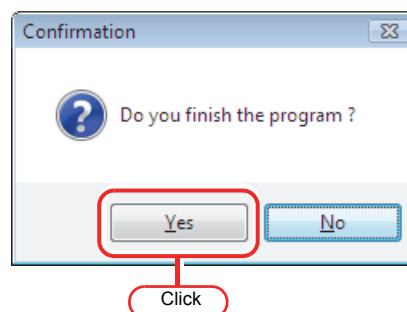 Confirmation
Do you finish the program ?
Yes
No
Click